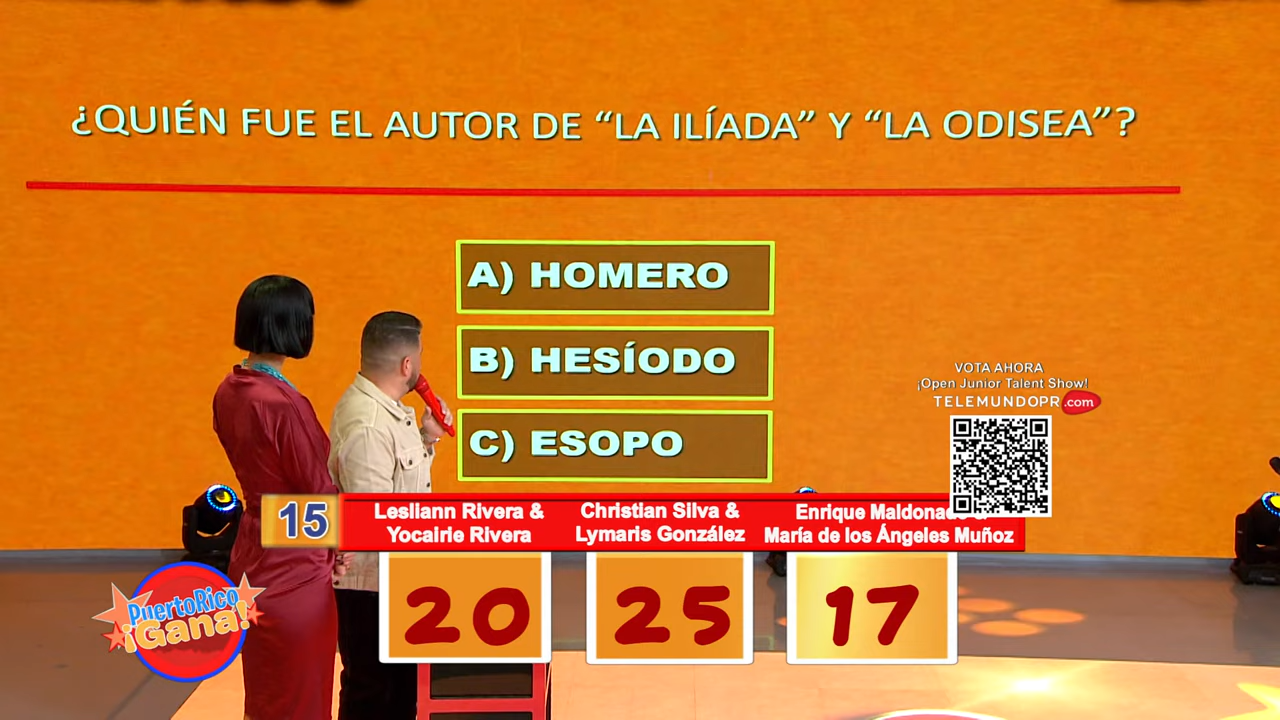 ¿QUIÉN FUE EL AUTOR DE “LA ILÍADA” Y “LA ODISEA”?
A) HOMERO
B) HESÍODO
C) ESOPO
VOTA AHORA
¡Open Junior Talent Show!
TELEMUNDOPR.com
15
Lesliann Rivera &
Yocairie Rivera
Christian Silva &
Lymaris González
Enrique
María de los Ángeles Muñoz
20
25
17
PuertoRico
¡Gana!